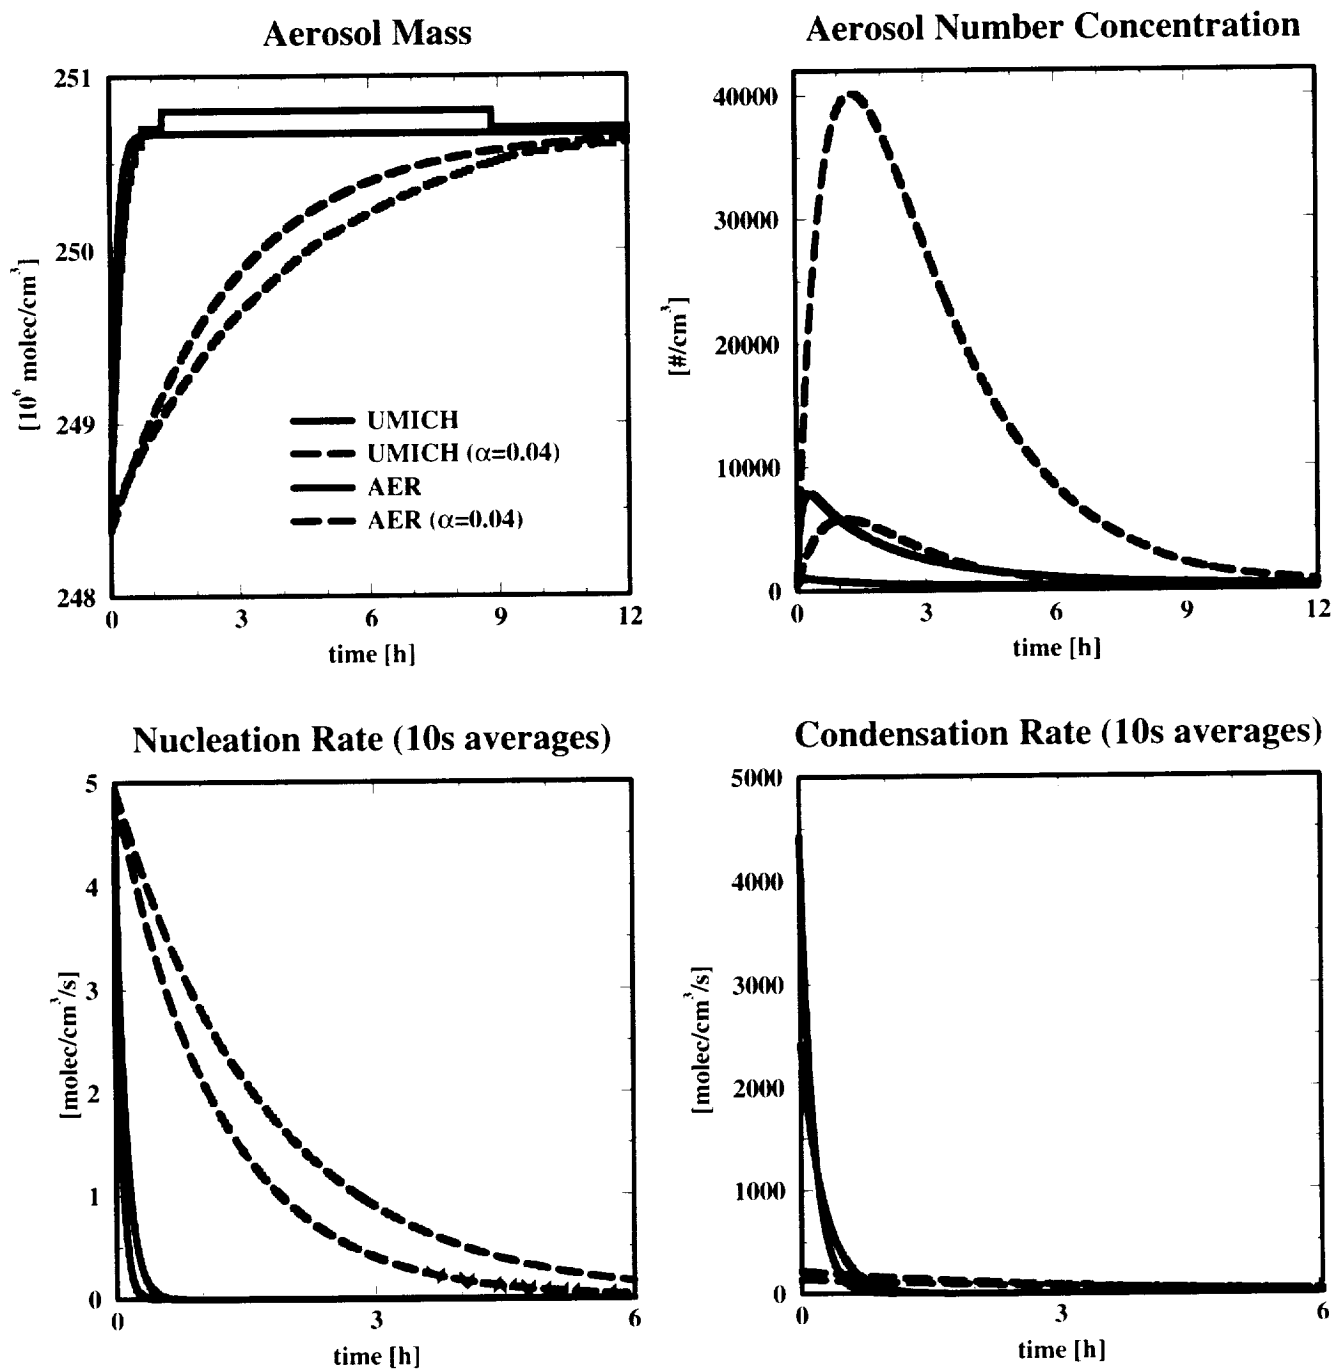 Aerosol Mass
251
250
249
248
[10⁶ molec/cm³]
UMICH
UMICH (α=0.04)
AER
AER (α=0.04)
0 3 6 9 12
time [h]
Aerosol Number Concentration
40000
30000
20000
10000
0
[#/cm³]
0 3 6 9 12
time [h]
Nucleation Rate (10s averages)
5
4
3
2
1
0
[molec/cm³/s]
0 3 6
time [h]
Condensation Rate (10s averages)
5000
4000
3000
2000
1000
0
[molec/cm³/s]
0 3 6
time [h]